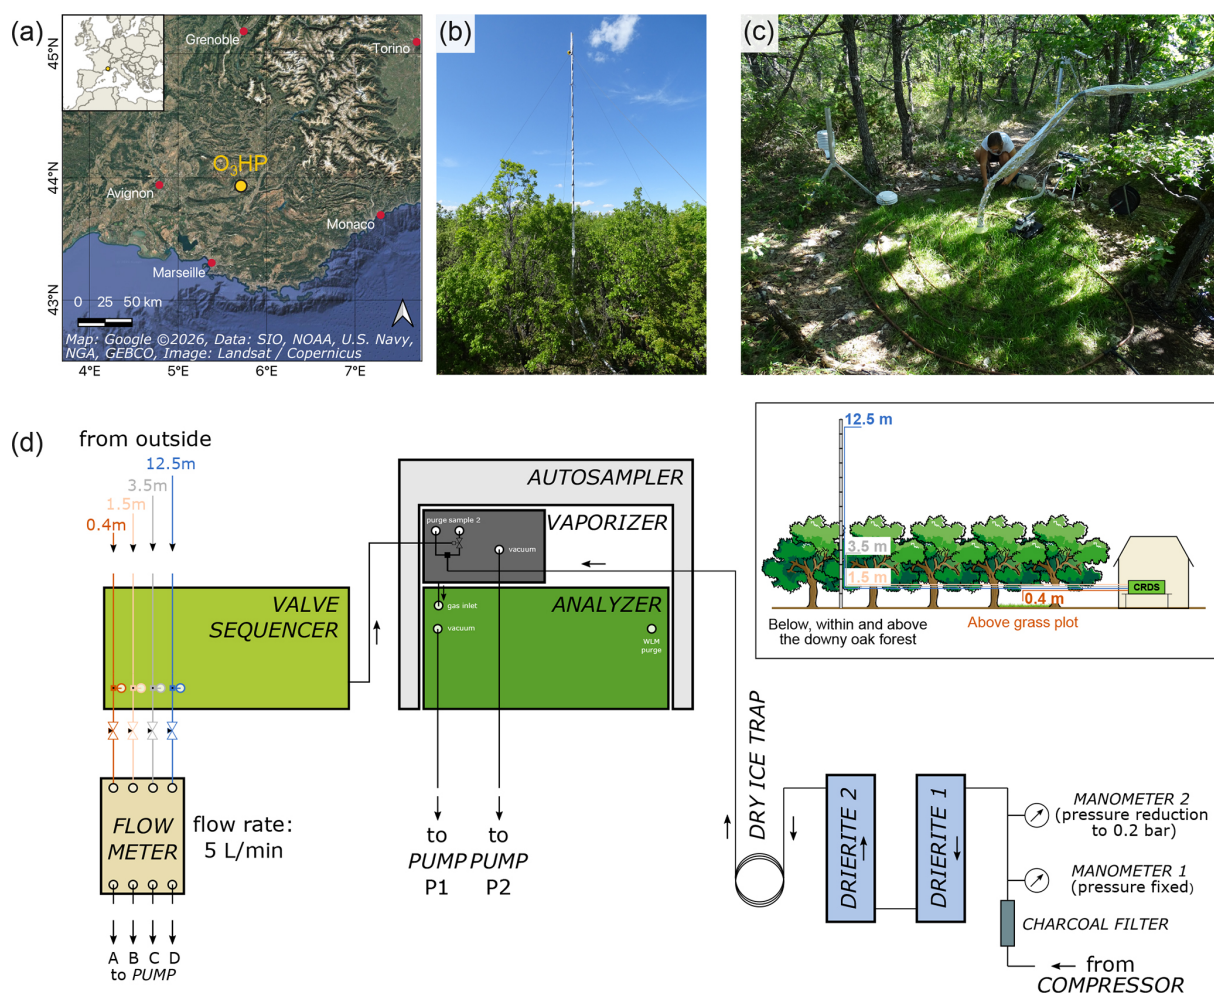 (a)
45°N
44°N
43°N
Grenoble
Torino
O₃HP
Avignon
Monaco
Marseille
0 25 50 km
Map: Google ©2026, Data: SIO, NOAA, U.S. Navy,
NGA, GEBCO, Image: Landsat / Copernicus
4°E 5°E 6°E 7°E
(b)
(c)
(d)
from outside
12.5m
3.5m
1.5m
0.4m
VALVE
SEQUENCER
FLOW
METER
flow rate:
5 L/min
A B C D
to PUMP
AUTOSAMPLER
VAPORIZER
purge sample 2
vacuum
ANALYZER
gas inlet
vacuum
WLM
purge
to
PUMP
P1
to
PUMP
P2
12.5 m
3.5 m
1.5 m
0.4 m
CRDS
Below, within and above
the downy oak forest
Above grass plot
DRY ICE TRAP
DRIERITE 2
DRIERITE 1
MANOMETER 2
(pressure reduction
to 0.2 bar)
MANOMETER 1
(pressure fixed)
CHARCOAL FILTER
from
COMPRESSOR